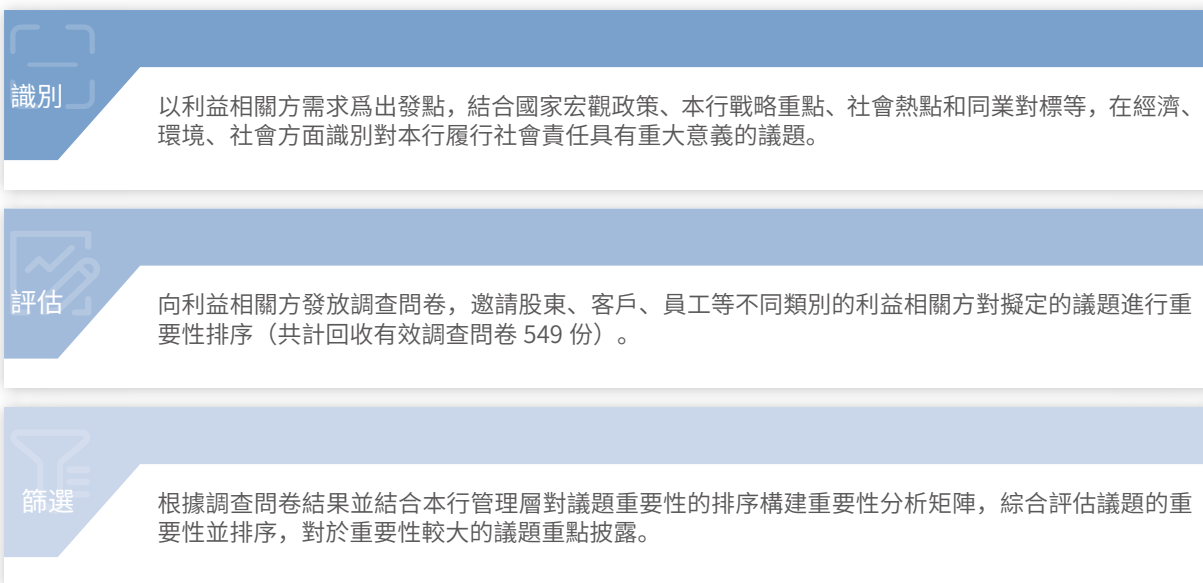 識別
以利益相關方需求爲出發點，結合國家宏觀政策、本行戰略重點、社會熱點和同業對標等，在經濟、
環境、社會方面識別對本行履行社會責任具有重大意義的議題。
評估
向利益相關方發放調查問卷，邀請股東、客戶、員工等不同類別的利益相關方對擬定的議題進行重
要性排序（共計回收有效調查問卷 549 份）。
篩選
根據調查問卷結果並結合本行管理層對議題重要性的排序構建重要性分析矩陣，綜合評估議題的重
要性並排序，對於重要性較大的議題重點披露。